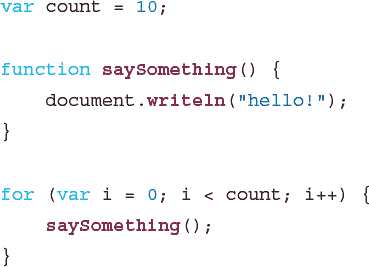 var count = 10;
function saySomething() {
    document.writeln("hello!");
}
for (var i = 0; i < count; i++) {
    saySomething();
}